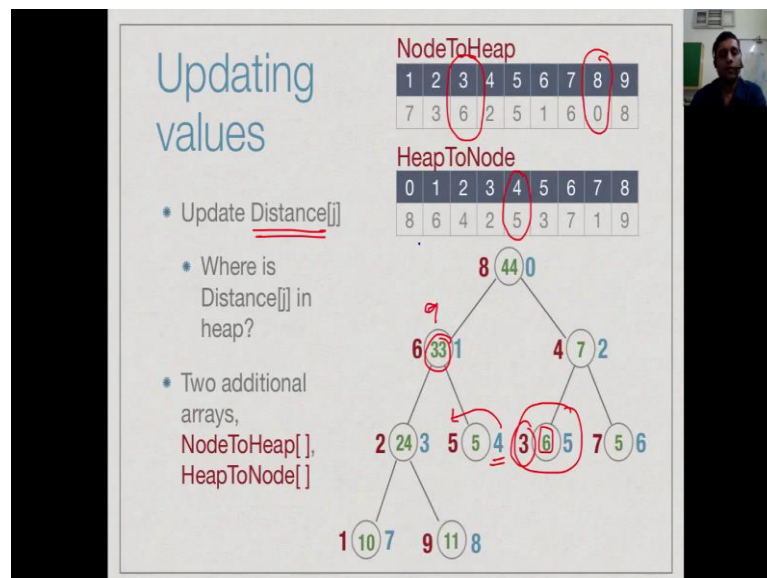 Updating
values
NodeToHeap
1 2 3 4 5 6 7 8 9
7 3 6 2 5 1 6 0 8
HeapToNode
0 1 2 3 4 5 6 7 8
8 6 4 2 5 3 7 1 9
Update Distance[j]
Where is
Distance[j] in
heap?
Two additional
arrays,
NodeToHeap[ ],
HeapToNode[ ]
8 44 0
9
6 33 1 4 7 2
2 24 3 5 5 4 3 6 5 7 5 6
1 10 7 9 11 8